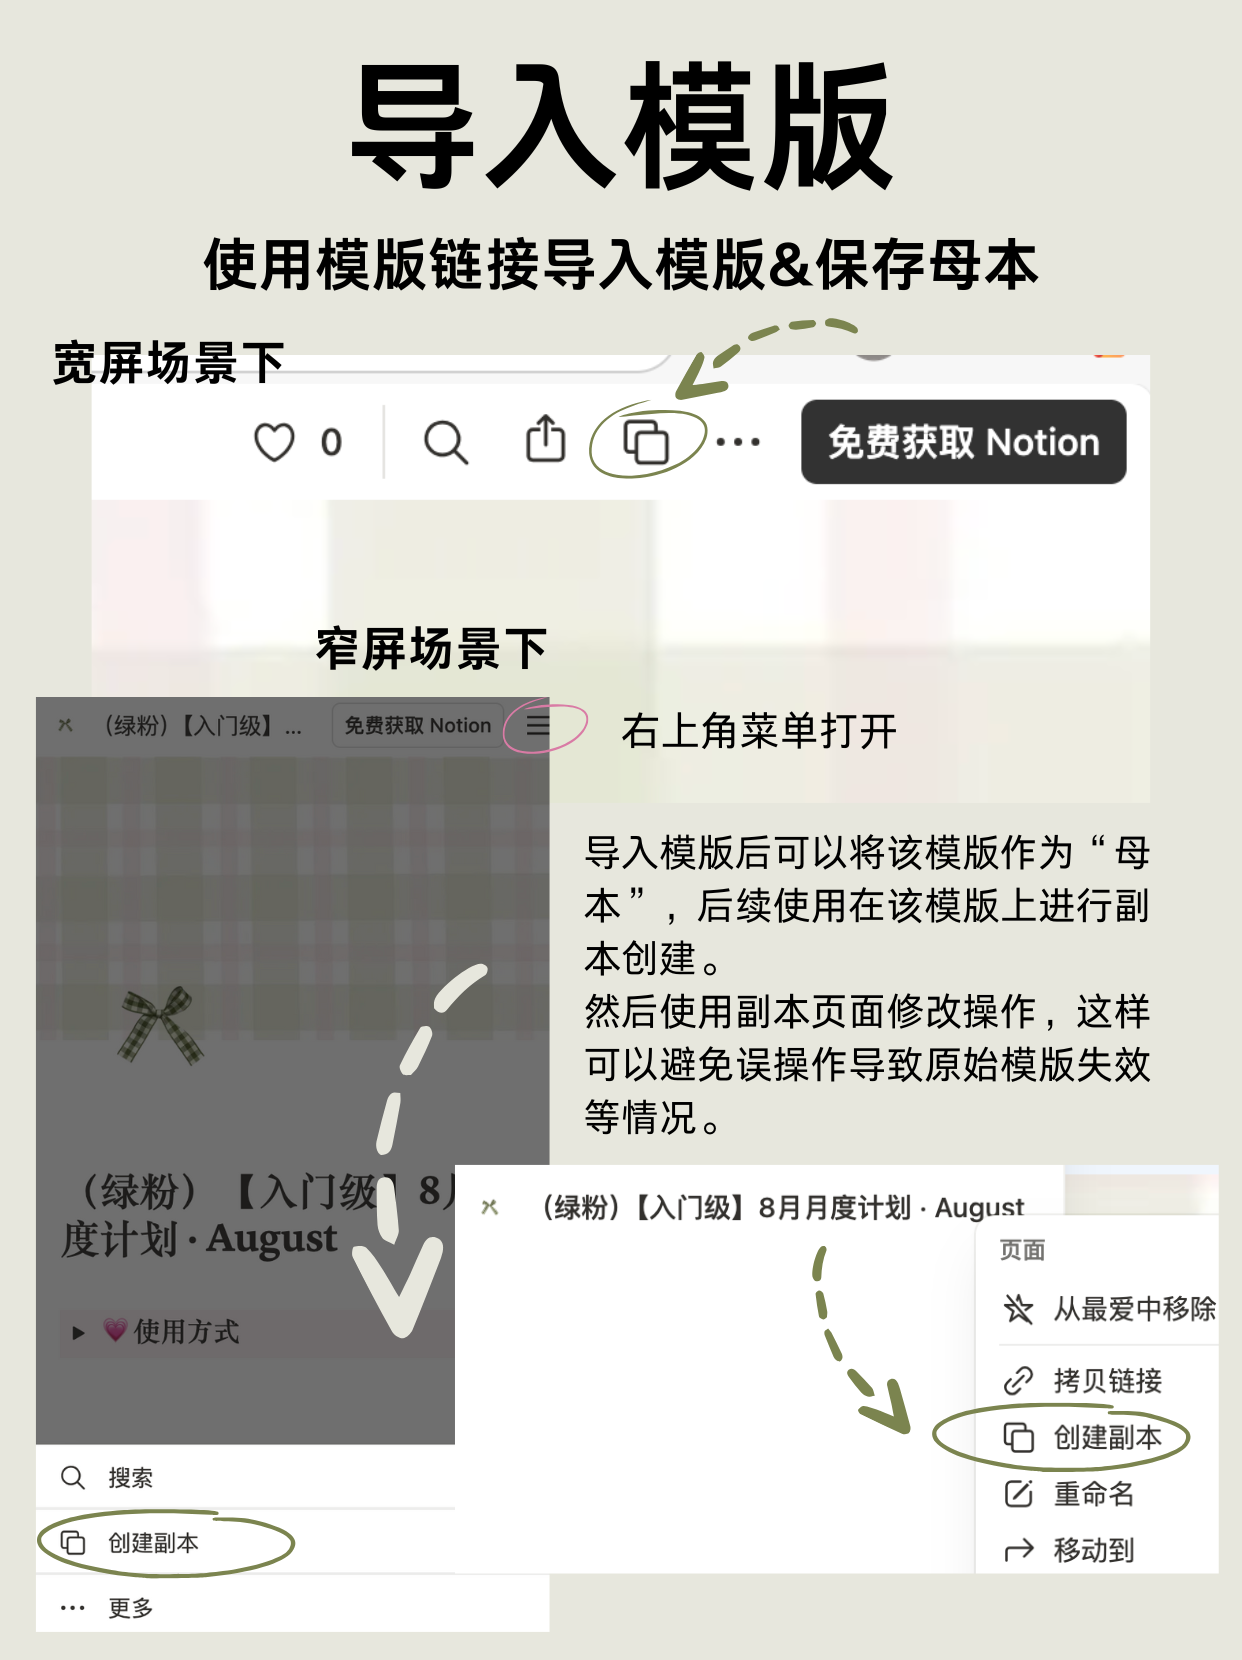 导入模版
使用模版链接导入模版&保存母本
宽屏场景下
0
免费获取 Notion
窄屏场景下
（绿粉）【入门级】...
免费获取 Notion
右上角菜单打开
导入模版后可以将该模版作为“母
本”，后续使用在该模版上进行副
本创建。
然后使用副本页面修改操作，这样
可以避免误操作导致原始模版失效
等情况。
（绿粉）【入门级】8
度计划 · August
使用方式
搜索
创建副本
更多
（绿粉）【入门级】8月月度计划 · August
页面
从最爱中移除
拷贝链接
创建副本
重命名
移动到